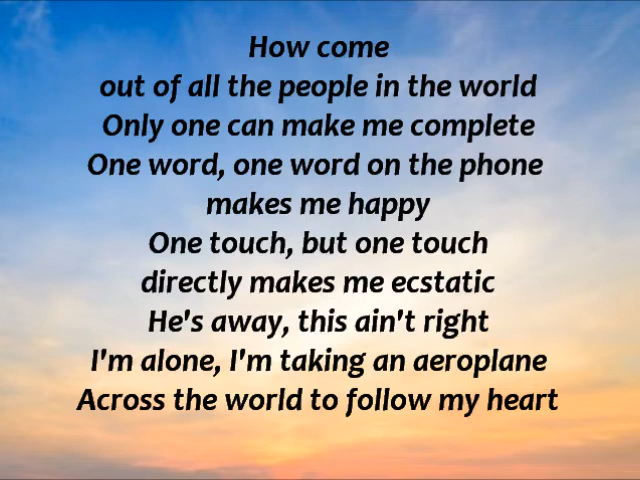 How come
out of all the people in the world
Only one can make me complete
One word, one word on the phone
makes me happy
One touch, but one touch
directly makes me ecstatic
He's away, this ain't right
I'm alone, I'm taking an aeroplane
Across the world to follow my heart